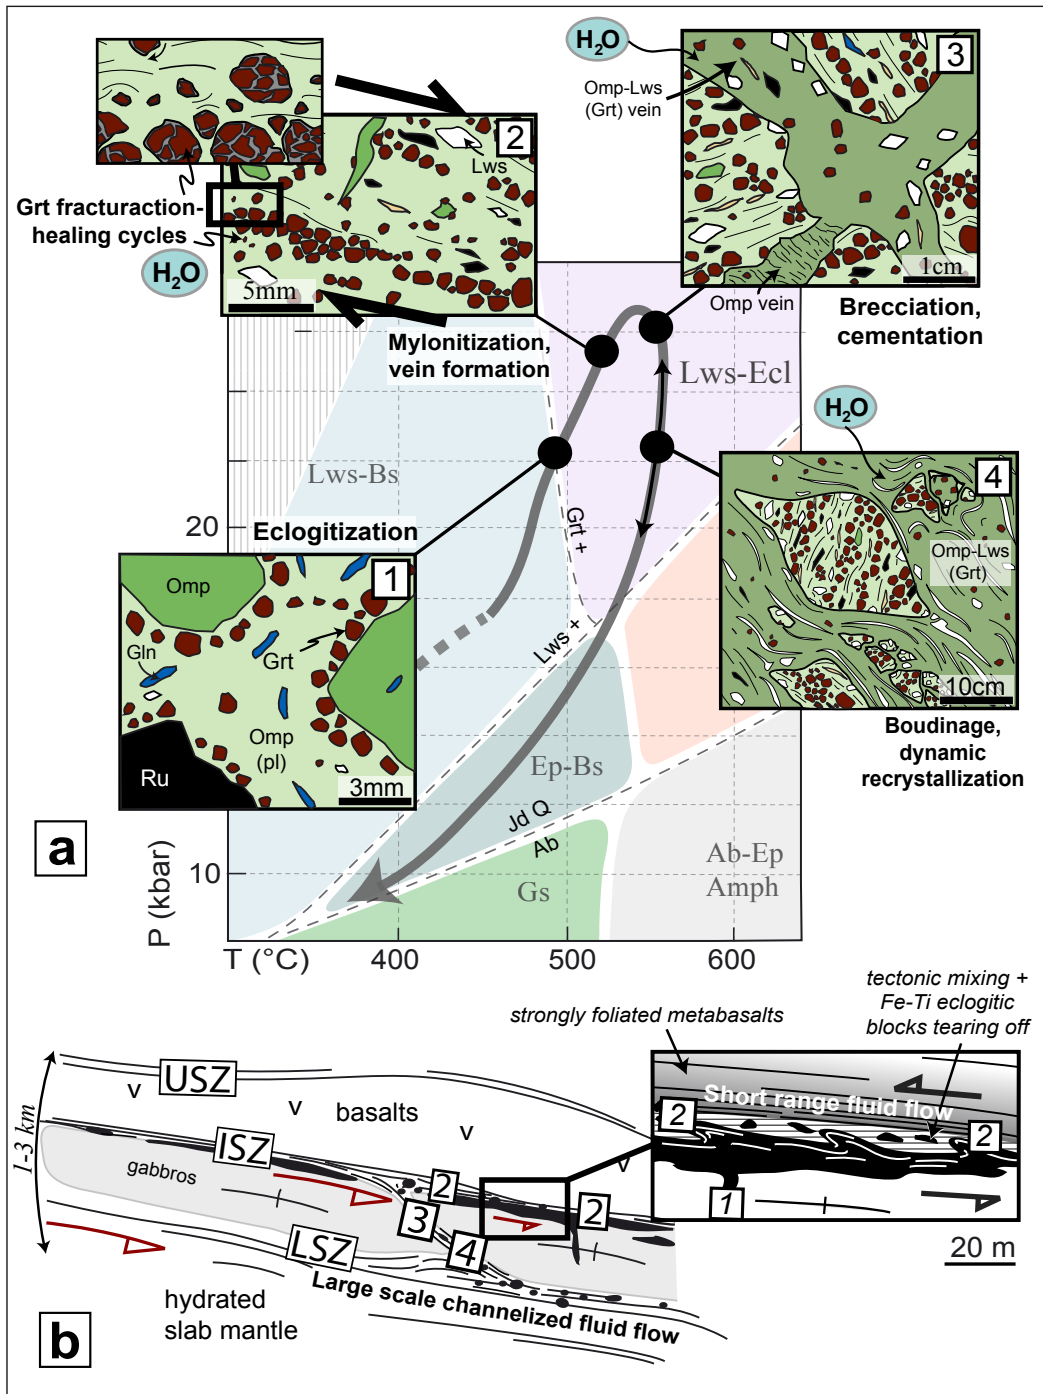 H₂O
3
Omp-Lws
(Grt) vein
2
Lws
Grt fracturaction-
healing cycles
H₂O
5mm
Omp vein
1cm
Brecciation,
cementation
Mylonitization,
vein formation
Lws-Ecl
H₂O
Lws-Bs
4
20
Eclogitization
Grt +
Omp-Lws
(Grt)
1
Omp
Gln
Grt
Lws +
10cm
Omp
(pl)
Ru
3mm
Boudinage,
dynamic
recrystallization
Ep-Bs
Jd Q
Ab
a
P (kbar)
10
Gs
Ab-Ep
Amph
T (°C)
400
500
600
tectonic mixing +
Fe-Ti eclogitic
blocks tearing off
strongly foliated metabasalts
1-3 km
USZ
v
v
basalts
v
v
Short range fluid flow
2
2
1
ISZ
gabbros
2
2
3
4
LSZ
20 m
Large scale channelized fluid flow
hydrated
slab mantle
b